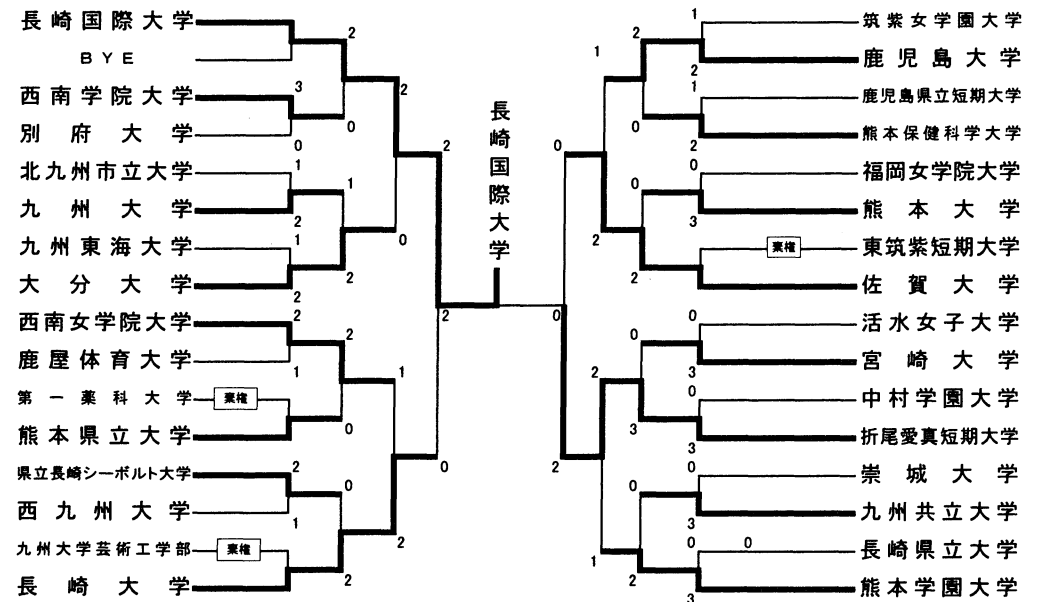 長崎国際大学
BYE
西南学院大学
別府大学
北九州市立大学
九州大学
九州東海大学
大分大学
西南女学院大学
鹿屋体育大学
第一薬科大学 棄権
熊本県立大学
県立長崎シーボルト大学
西九州大学
九州大学芸術工学部 棄権
長崎大学
2
3
0
1
2
1
2
2
1
2
1
2
0
1
2
2
0
0
2
2
0
1
2
2
0
2
長崎国際大学
0
0
2
1
2
2
1
2
0
0
2
0
3
0
2
1
2
1
2
0
3
0
3
0
3
0
3
0 0
3
筑紫女学園大学
鹿児島大学
鹿児島県立短期大学
熊本保健科学大学
福岡女学院大学
熊本大学
棄権 東筑紫短期大学
佐賀大学
活水女子大学
宮崎大学
中村学園大学
折尾愛真短期大学
崇城大学
九州共立大学
長崎県立大学
熊本学園大学